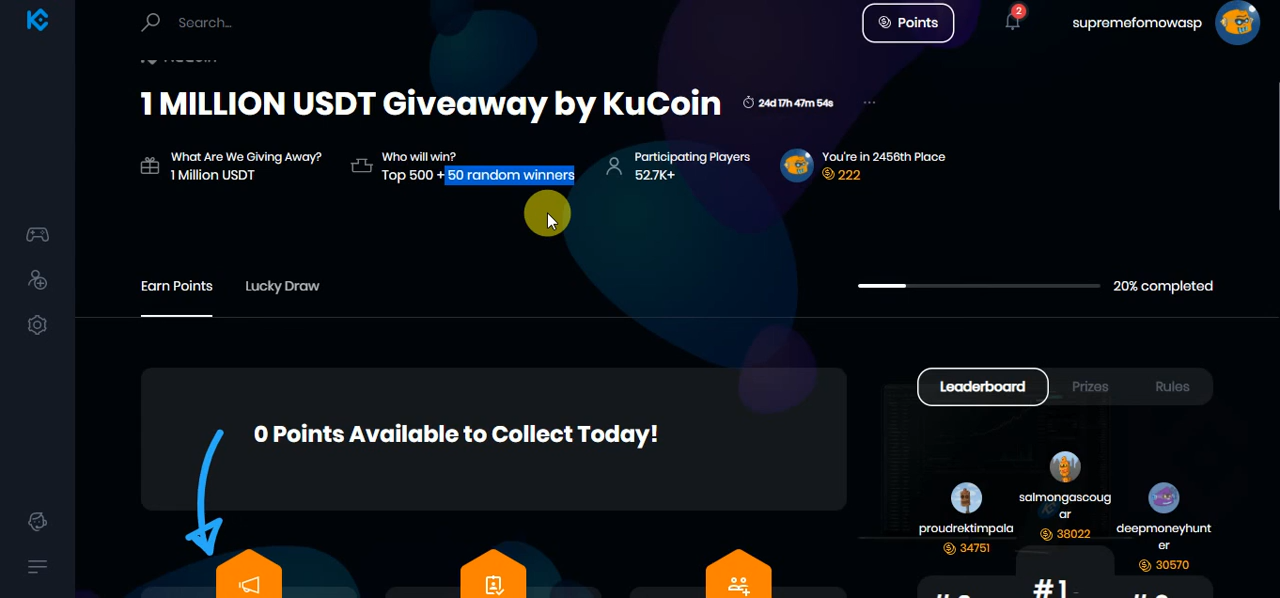 Search...
Points
2
supremefomowasp
1 MILLION USDT Giveaway by KuCoin
24d 17h 47m 54s
What Are We Giving Away?
1 Million USDT
Who will win?
Top 500 + 50 random winners
Participating Players
52.7K+
You're in 2456th Place
222
Earn Points
Lucky Draw
20% completed
0 Points Available to Collect Today!
Leaderboard
Prizes
Rules
proudrektimpala
34751
salmongascoug
ar
38022
deepmoneyhunt
er
30570
#1